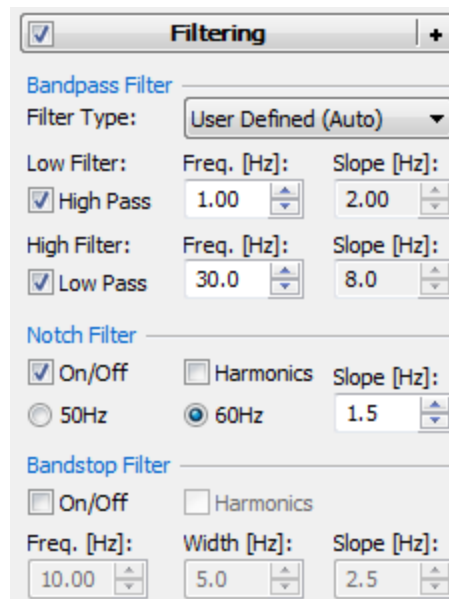 Filtering +
Bandpass Filter
Filter Type: User Defined (Auto)
Low Filter: Freq. [Hz]: Slope [Hz]:
High Pass 1.00 2.00
High Filter: Freq. [Hz]: Slope [Hz]:
Low Pass 30.0 8.0
Notch Filter
On/Off Harmonics Slope [Hz]:
50Hz 60Hz 1.5
Bandstop Filter
On/Off Harmonics
Freq. [Hz]: Width [Hz]: Slope [Hz]:
10.00 5.0 2.5